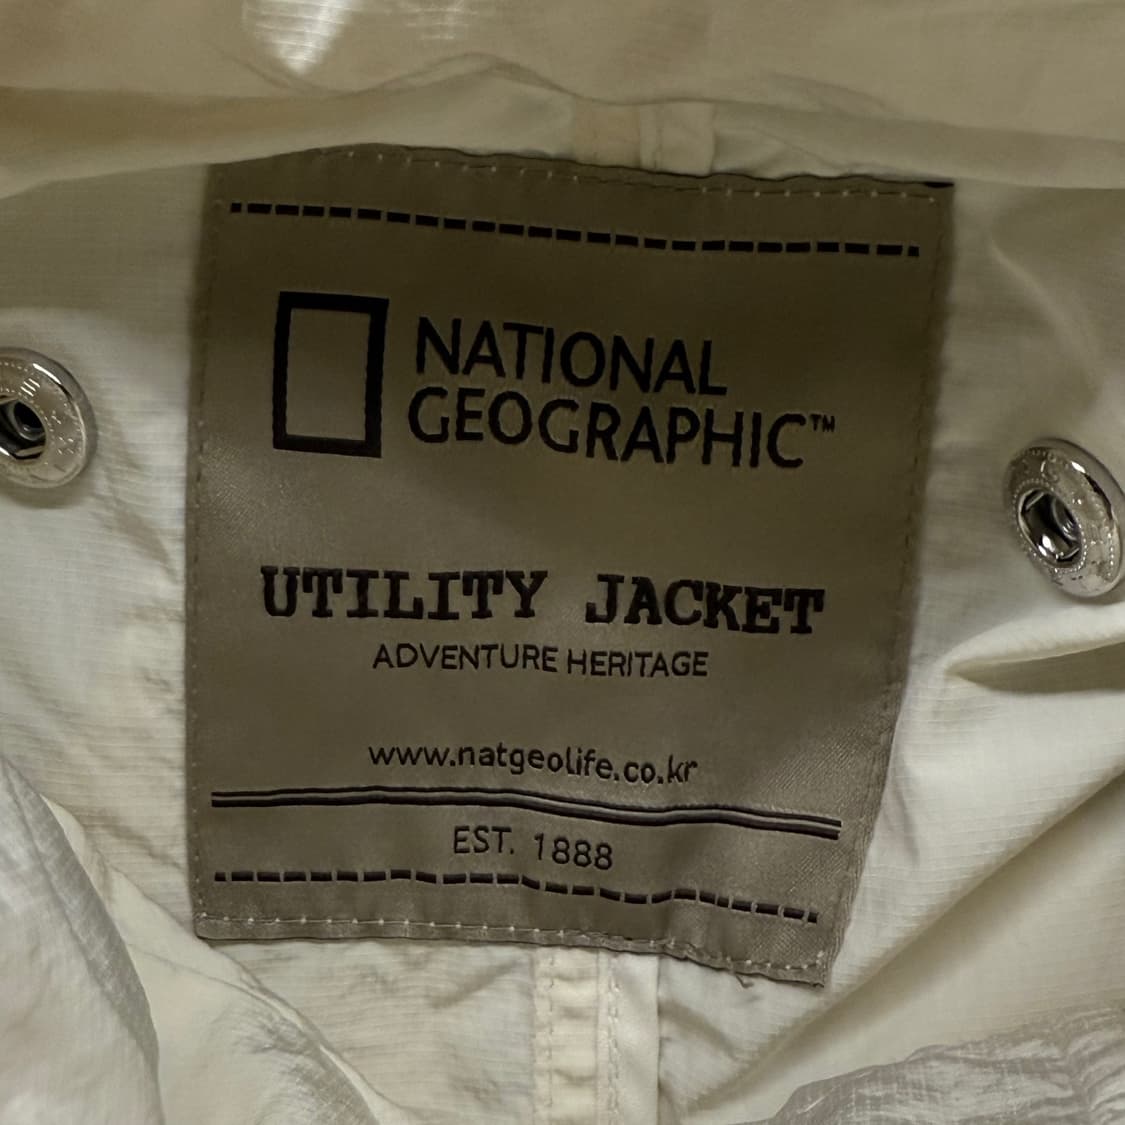 NATIONAL
GEOGRAPHIC™
UTILITY JACKET
ADVENTURE HERITAGE
www.natgeolife.co.kr
EST. 1888